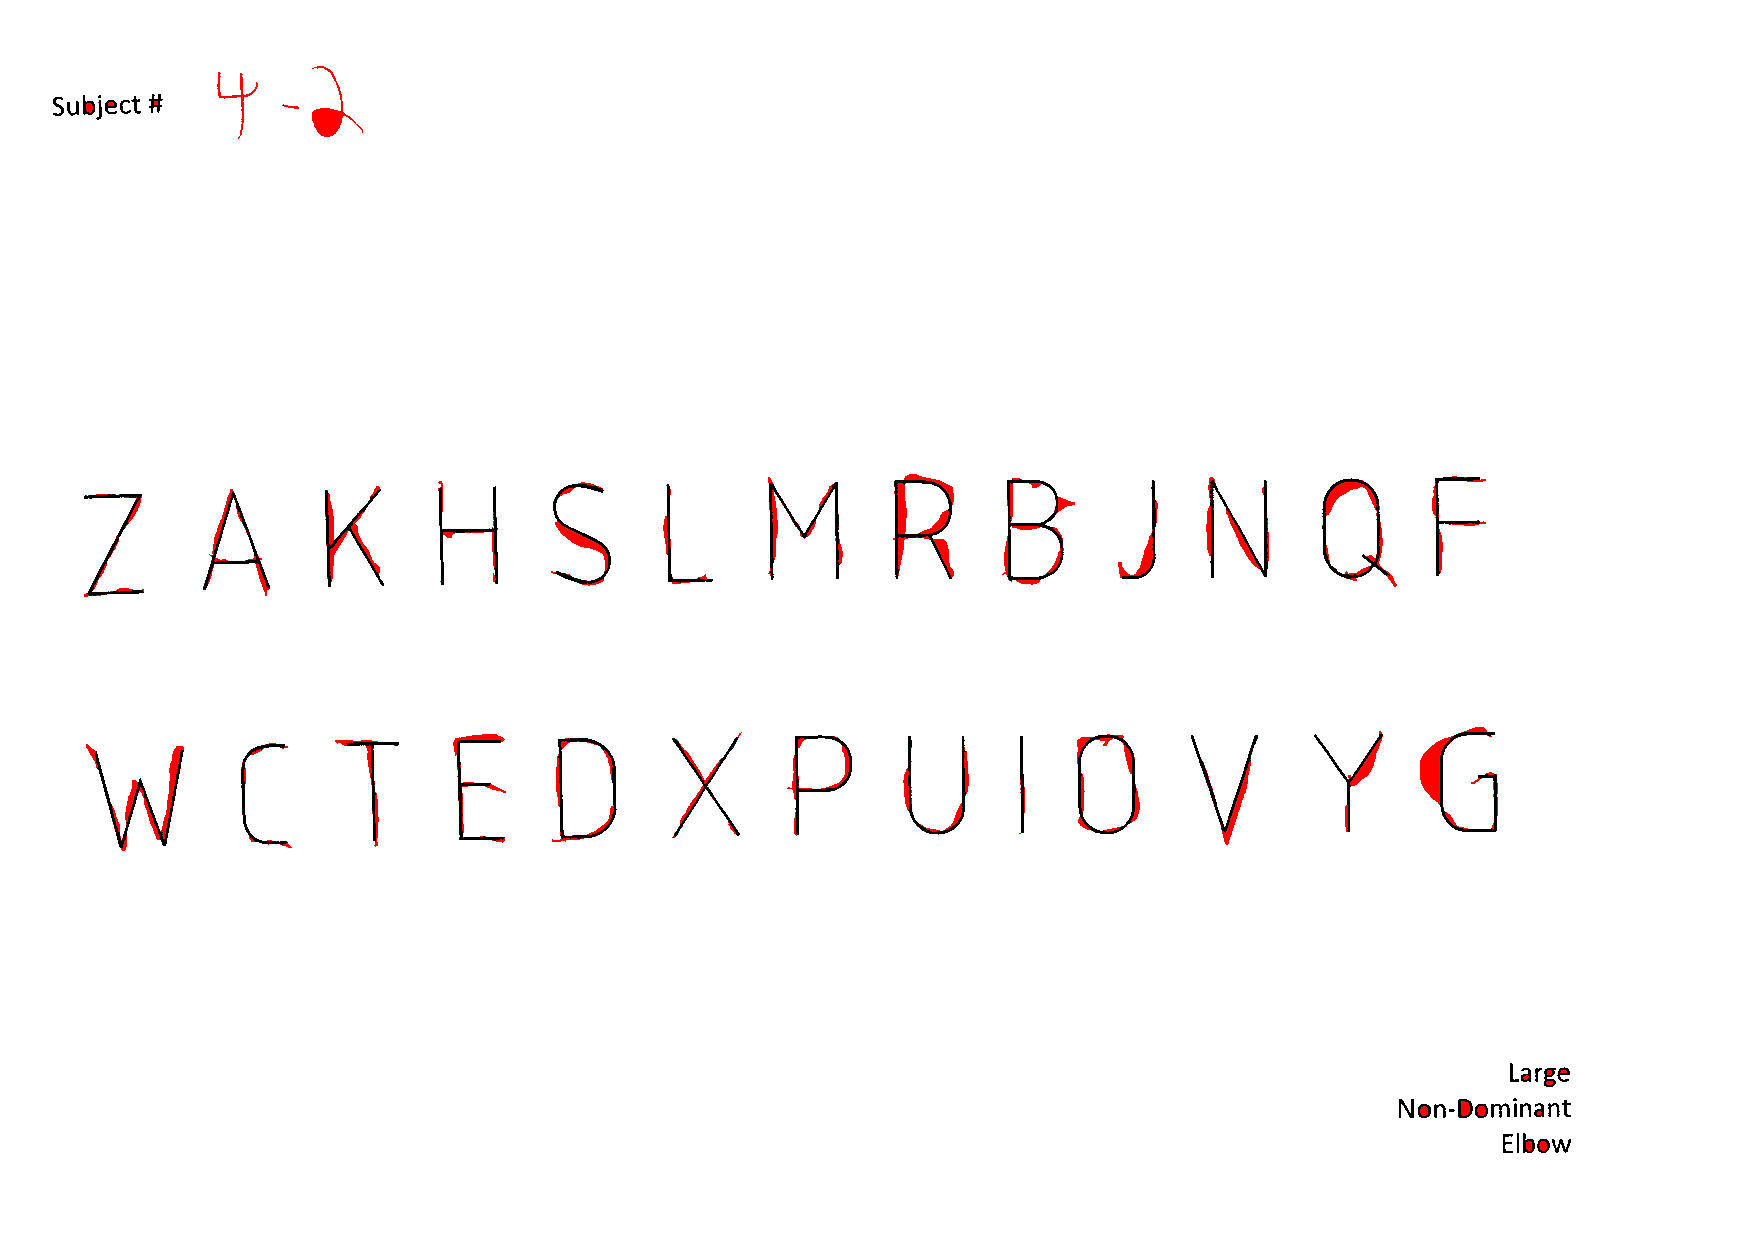 Subject # 4-2
Z A K H S L M R B J N Q F
W C T E D X P U I O V Y G
Large
Non-Dominant
Elbow